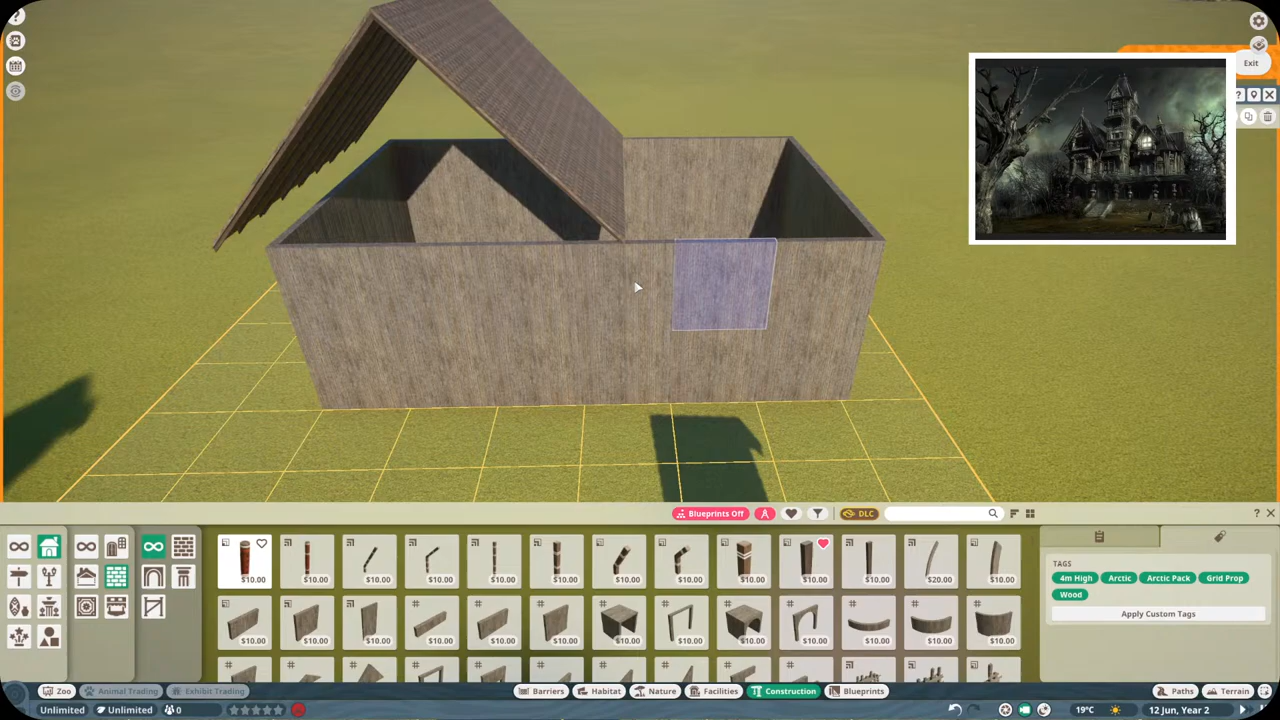 ?
Exit
?
Blueprints Off
DLC
?
$10.00 $10.00 $10.00 $10.00 $10.00 $10.00 $10.00 $10.00 $10.00 $10.00 $10.00 $20.00 $10.00
$10.00 $10.00 $10.00 $10.00 $10.00 $10.00 $10.00 $10.00 $10.00 $10.00 $10.00 $10.00 $10.00
TAGS
4m High Arctic Arctic Pack Grid Prop
Wood
Apply Custom Tags
Zoo Animal Trading Exhibit Trading Barriers Habitat Nature Facilities Construction Blueprints Paths Terrain
Unlimited Unlimited 0 19°C 12 Jun, Year 2